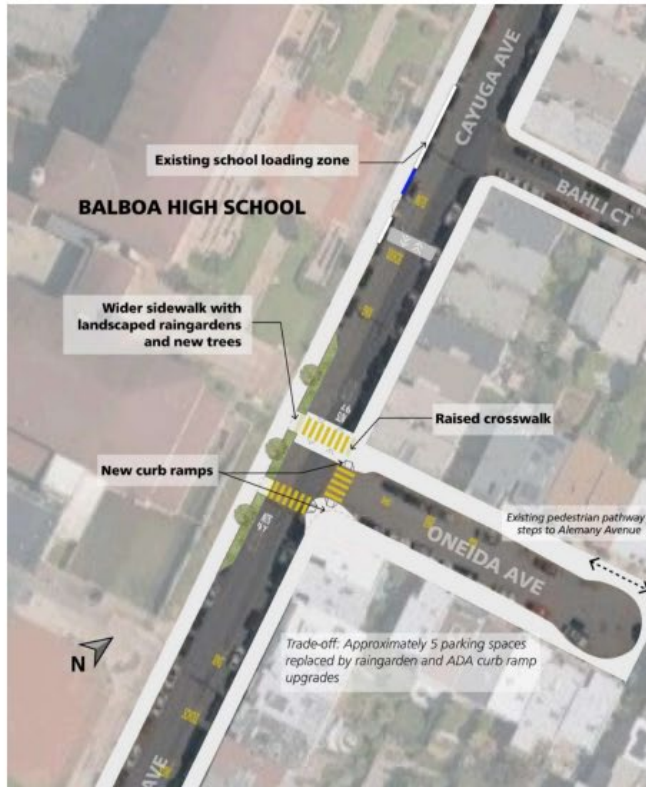 CAYUGA AVE
Existing school loading zone
BAHLI CT
BALBOA HIGH SCHOOL
Wider sidewalk with
landscaped raingardens
and new trees
Raised crosswalk
New curb ramps
Existing pedestrian pathway
steps to Alemany Avenue
ONEIDA AVE
N
Trade-off: Approximately 5 parking spaces
replaced by raingarden and ADA curb ramp
upgrades
AVE